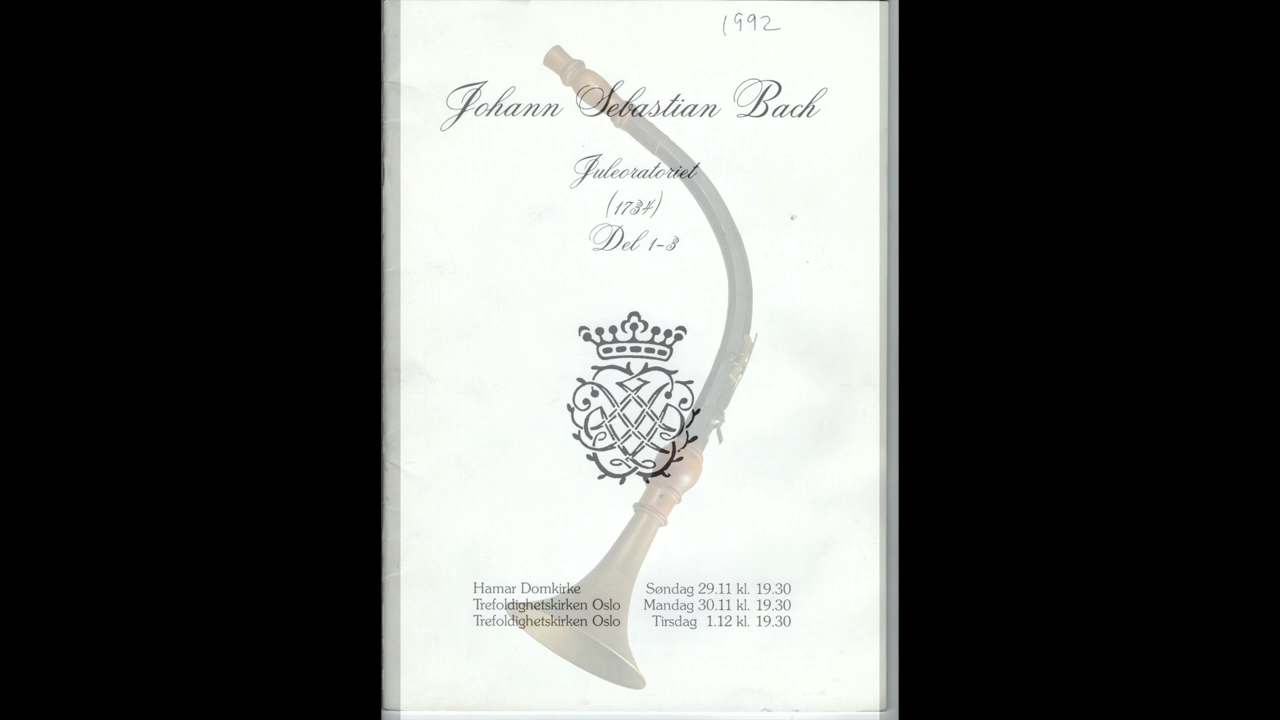 1992
Johann Sebastian Bach
Juleoratoriet
(1734)
Del 1-3
Hamar Domkirke Søndag 29.11 kl. 19.30
Trefoldighetskirken Oslo Mandag 30.11 kl. 19.30
Trefoldighetskirken Oslo Tirsdag 1.12 kl. 19.30